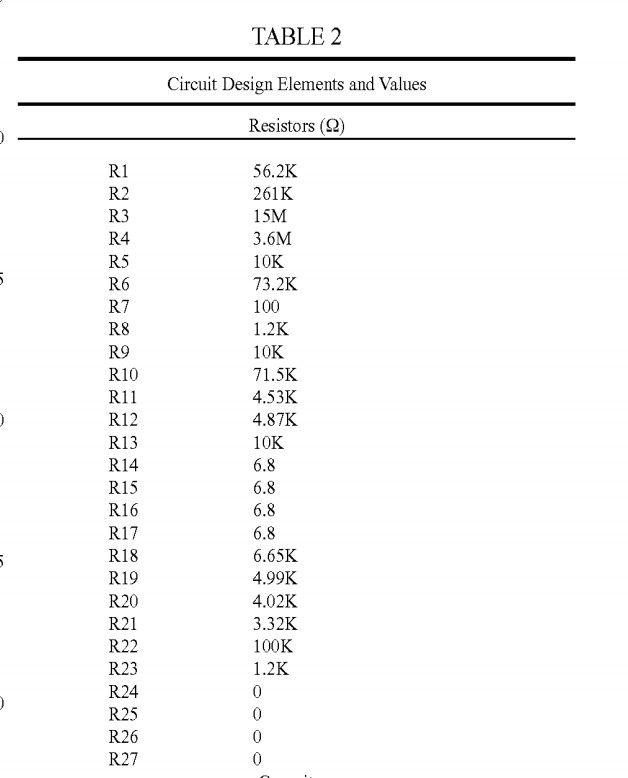 TABLE 2
Circuit Design Elements and Values
Resistors (Ω)
R1 56.2K
R2 261K
R3 15M
R4 3.6M
R5 10K
R6 73.2K
R7 100
R8 1.2K
R9 10K
R10 71.5K
R11 4.53K
R12 4.87K
R13 10K
R14 6.8
R15 6.8
R16 6.8
R17 6.8
R18 6.65K
R19 4.99K
R20 4.02K
R21 3.32K
R22 100K
R23 1.2K
R24 0
R25 0
R26 0
R27 0